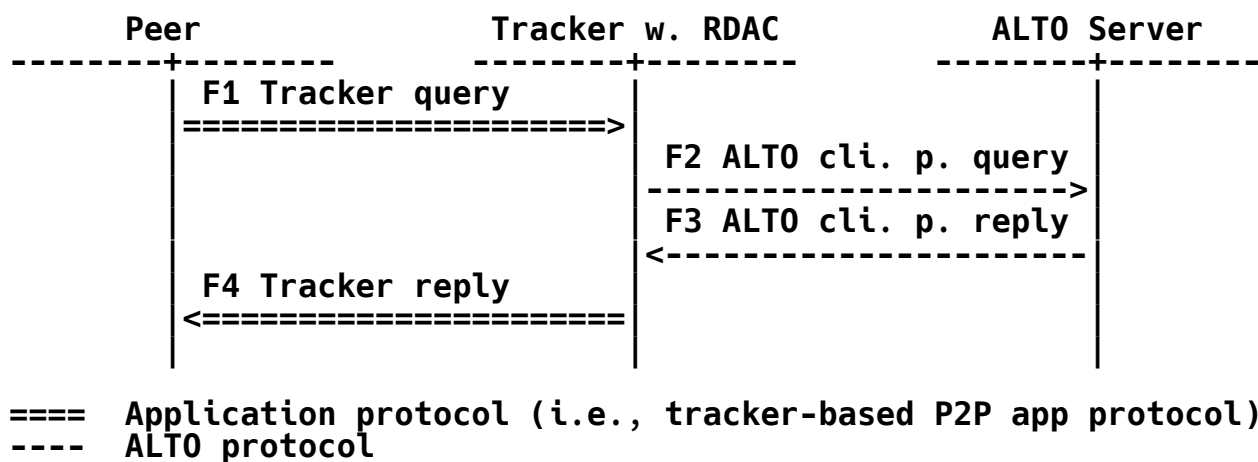 Peer Tracker w. RDAC ALTO Server
F1 Tracker query
F2 ALTO cli. p. query
F3 ALTO cli. p. reply
F4 Tracker reply
==== Application protocol (i.e., tracker-based P2P app protocol)
---- ALTO protocol